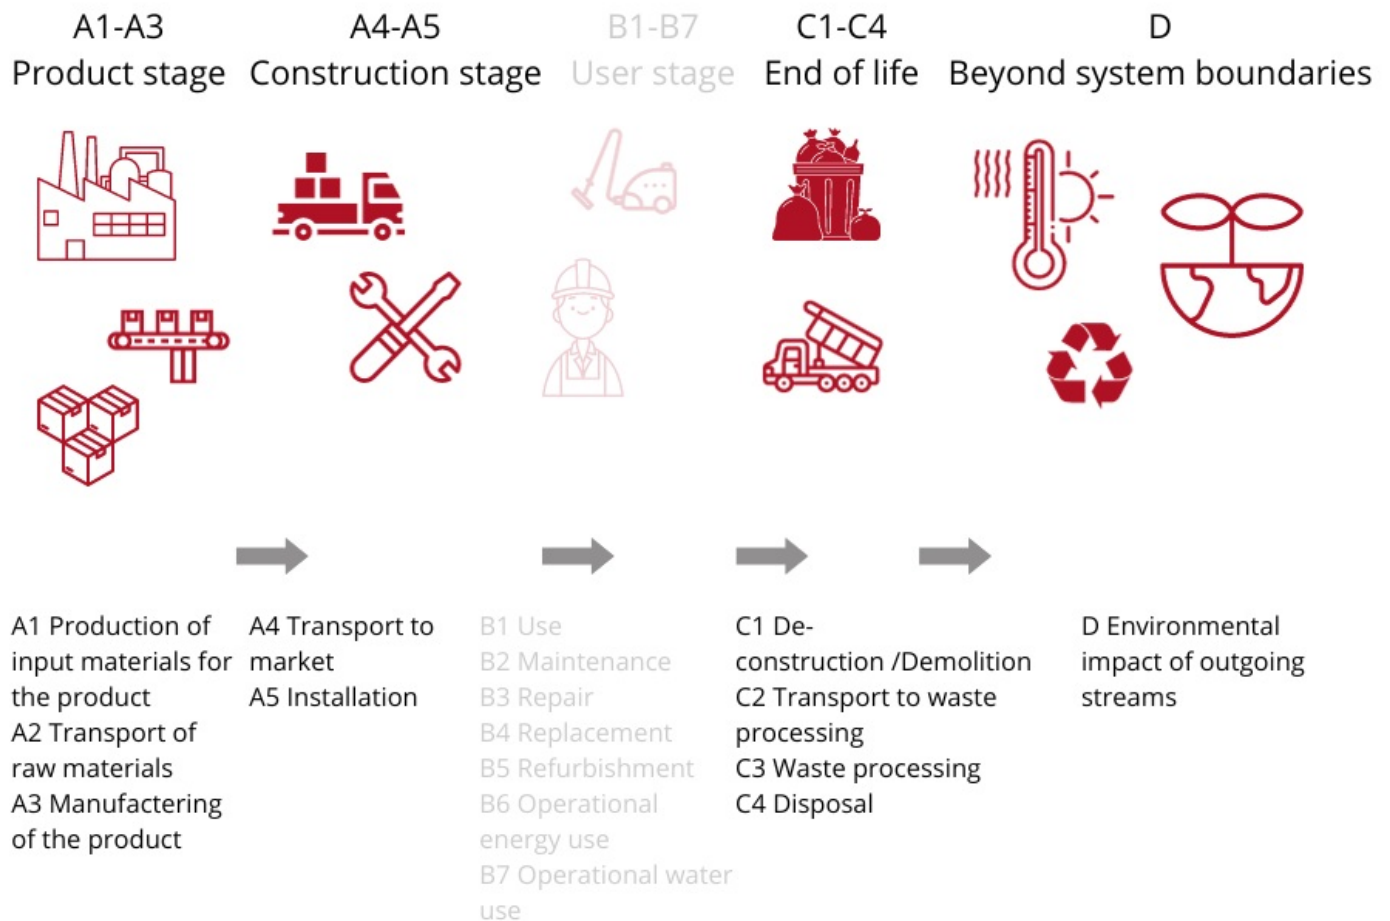 A1-A3
Product stage
A4-A5
Construction stage
B1-B7
User stage
C1-C4
End of life
D
Beyond system boundaries
A1 Production of
input materials for
the product
A2 Transport of
raw materials
A3 Manufactering
of the product
A4 Transport to
market
A5 Installation
B1 Use
B2 Maintenance
B3 Repair
B4 Replacement
B5 Refurbishment
B6 Operational
energy use
B7 Operational water
use
C1 De-
construction /Demolition
C2 Transport to waste
processing
C3 Waste processing
C4 Disposal
D Environmental
impact of outgoing
streams